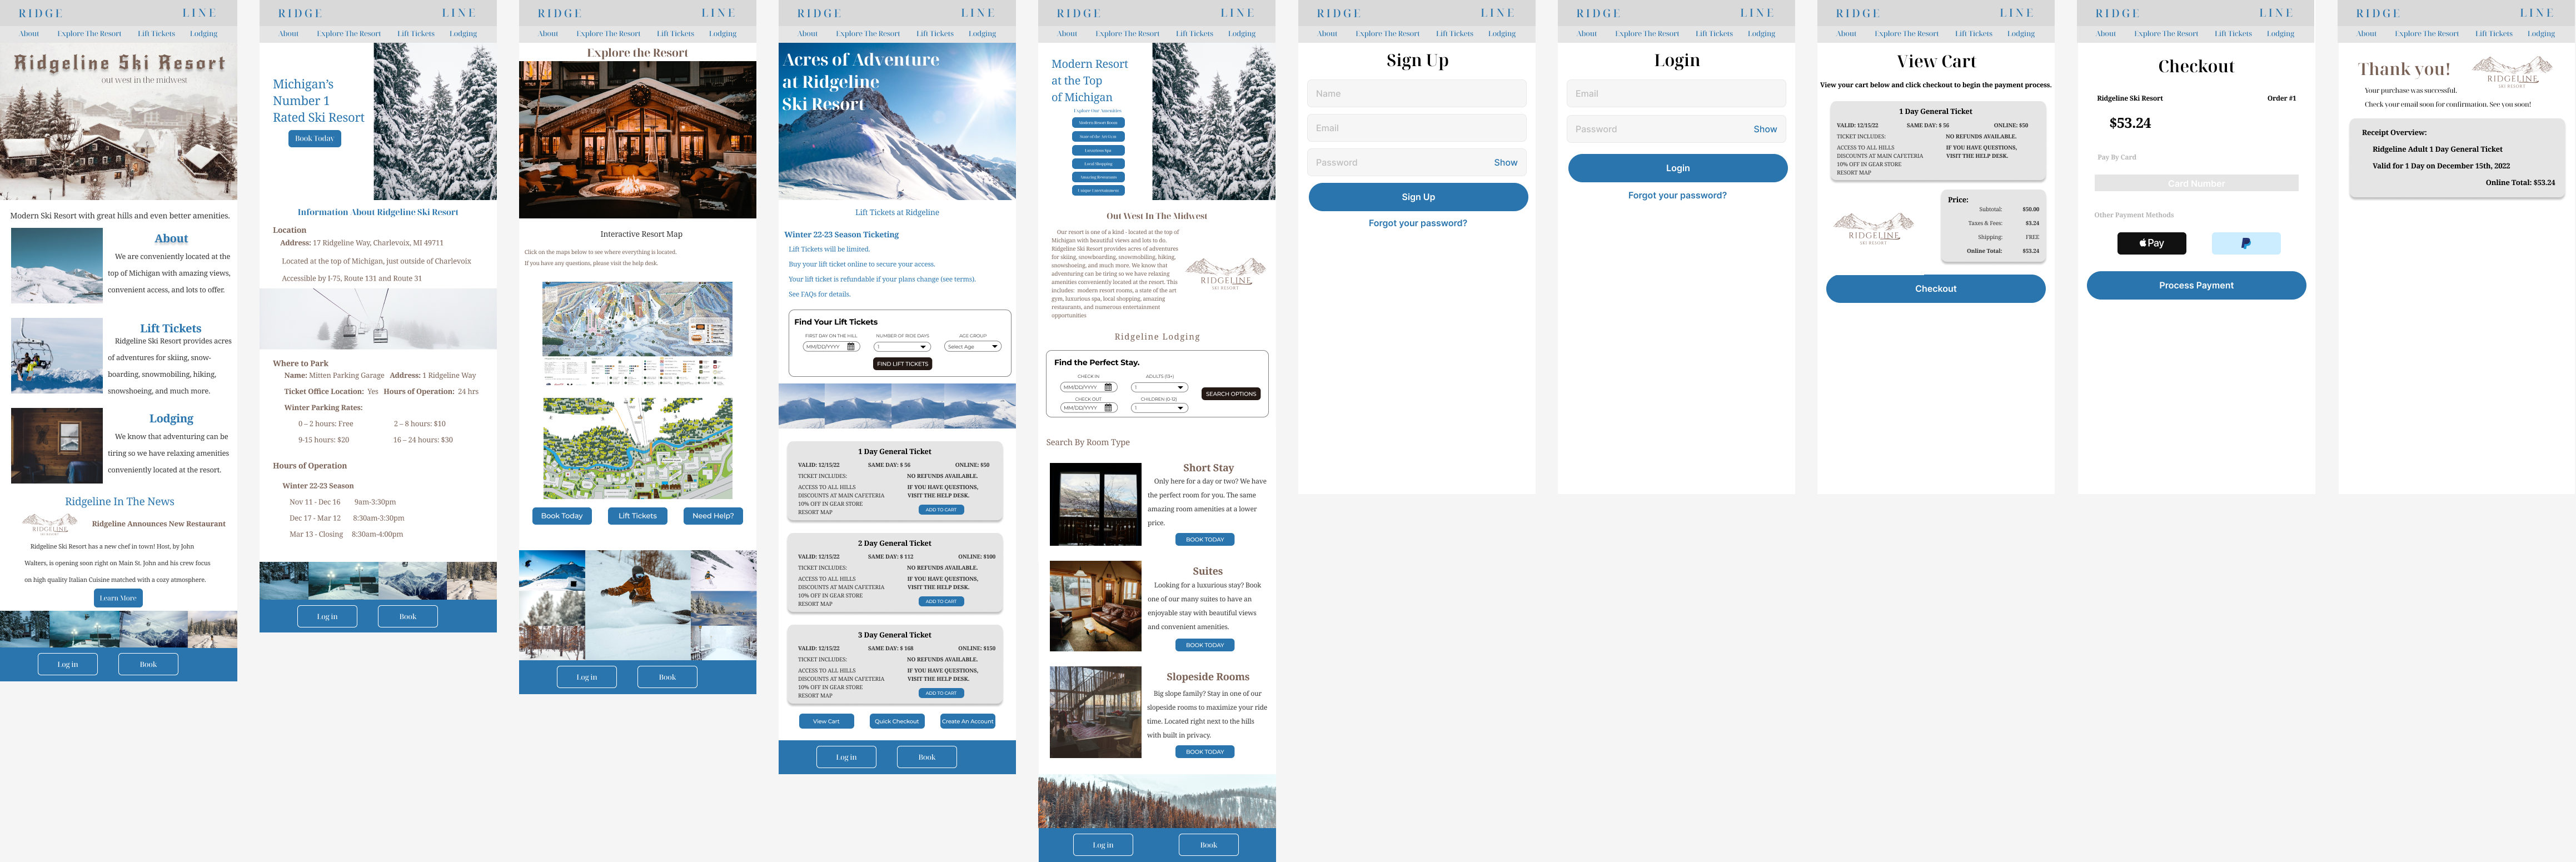 RIDGE LINE
About Explore The Resort Lift Tickets Lodging
Ridgeline Ski Resort
out west in the midwest
Modern Ski Resort with great hills and even better amenities.
About
We are conveniently located at the
top of Michigan with amazing views,
convenient access, and lots to offer.
Lift Tickets
Ridgeline Ski Resort provides acres
of adventures for skiing, snow-
boarding, snowmobiling, hiking,
snowshoeing, and much more.
Lodging
We know that adventuring can be
tiring so we have relaxing amenities
conveniently located at the resort.
Ridgeline In The News
RIDGELINE
SKI RESORT
Ridgeline Announces New Restaurant
Ridgeline Ski Resort has a new chef in town! Host, by John
Walters, is opening soon right on Main St. John and his crew focus
on high quality Italian Cuisine matched with a cozy atmosphere.
Learn More
Log in Book
RIDGE LINE
About Explore The Resort Lift Tickets Lodging
Michigan's
Number 1
Rated Ski Resort
Book Today
Information About Ridgeline Ski Resort
Location
Address: 17 Ridgeline Way, Charlevoix, MI 49711
Located at the top of Michigan, just outside of Charlevoix
Accessible by I-75, Route 131 and Route 31
Where to Park
Name: Mitten Parking Garage Address: 1 Ridgeline Way
Ticket Office Location: Yes Hours of Operation: 24 hrs
Winter Parking Rates:
0 – 2 hours: Free 2 – 8 hours: $10
9-15 hours: $20 16 – 24 hours: $30
Hours of Operation
Winter 22-23 Season
Nov 11 - Dec 16 9am-3:30pm
Dec 17 - Mar 12 8:30am-3:30pm
Mar 13 - Closing 8:30am-4:00pm
Log in Book
RIDGE LINE
About Explore The Resort Lift Tickets Lodging
Explore the Resort
Interactive Resort Map
Click on the maps below to see where everything is located.
If you have any questions, please visit the help desk.
Book Today Lift Tickets Need Help?
Log in Book
RIDGE LINE
About Explore The Resort Lift Tickets Lodging
Acres of Adventure
at Ridgeline
Ski Resort
Lift Tickets at Ridgeline
Winter 22-23 Season Ticketing
Lift Tickets will be limited.
Buy your lift ticket online to secure your access.
Your lift ticket is refundable if your plans change (see terms).
See FAQs for details.
Find Your Lift Tickets
FIRST DAY ON THE HILL NUMBER OF RIDE DAYS AGE GROUP
MM/DD/YYYY 1 Select Age
FIND LIFT TICKETS
1 Day General Ticket
VALID: 12/15/22 SAME DAY: $ 56 ONLINE: $50
TICKET INCLUDES: NO REFUNDS AVAILABLE.
ACCESS TO ALL HILLS IF YOU HAVE QUESTIONS,
DISCOUNTS AT MAIN CAFETERIA VISIT THE HELP DESK.
10% OFF IN GEAR STORE
RESORT MAP ADD TO CART
2 Day General Ticket
VALID: 12/15/22 SAME DAY: $ 112 ONLINE: $100
TICKET INCLUDES: NO REFUNDS AVAILABLE.
ACCESS TO ALL HILLS IF YOU HAVE QUESTIONS,
DISCOUNTS AT MAIN CAFETERIA VISIT THE HELP DESK.
10% OFF IN GEAR STORE
RESORT MAP ADD TO CART
3 Day General Ticket
VALID: 12/15/22 SAME DAY: $ 168 ONLINE: $150
TICKET INCLUDES: NO REFUNDS AVAILABLE.
ACCESS TO ALL HILLS IF YOU HAVE QUESTIONS,
DISCOUNTS AT MAIN CAFETERIA VISIT THE HELP DESK.
10% OFF IN GEAR STORE
RESORT MAP ADD TO CART
View Cart Quick Checkout Create An Account
Log in Book
RIDGE LINE
About Explore The Resort Lift Tickets Lodging
Modern Resort
at the Top
of Michigan
Explore Our Amenities
Modern Resort Room
State of the Art Gym
Luxurious Spa
Local Shopping
Amazing Restaurants
Unique Entertainment
Out West In The Midwest
Our resort is one of a kind - located at the top of
Michigan with beautiful views and lots to do.
Ridgeline Ski Resort provides acres of adventures
for skiing, snowboarding, snowmobiling, hiking,
snowshoeing, and much more. We know that
adventuring can be tiring so we have relaxing
amenities conveniently located at the resort. This
includes: modern resort rooms, a state of the art
gym, luxurious spa, local shopping, amazing
restaurants, and numerous entertainment
opportunities
RIDGELINE
SKI RESORT
Ridgeline Lodging
Find the Perfect Stay.
CHECK IN ADULTS (13+)
MM/DD/YYYY 1
SEARCH OPTIONS
CHECK OUT CHILDREN (0-12)
MM/DD/YYYY 1
Search By Room Type
Short Stay
Only here for a day or two? We have
the perfect room for you. The same
amazing room amenities at a lower
price.
BOOK TODAY
Suites
Looking for a luxurious stay? Book
one of our many suites to have an
enjoyable stay with beautiful views
and convenient amenities.
BOOK TODAY
Slopeside Rooms
Big slope family? Stay in one of our
slopeside rooms to maximize your ride
time. Located right next to the hills
with built in privacy.
BOOK TODAY
Log in Book
RIDGE LINE
About Explore The Resort Lift Tickets Lodging
Sign Up
Name
Email
Password Show
Sign Up
Forgot your password?
RIDGE LINE
About Explore The Resort Lift Tickets Lodging
Login
Email
Password Show
Login
Forgot your password?
RIDGE LINE
About Explore The Resort Lift Tickets Lodging
View Cart
View your cart below and click checkout to begin the payment process.
1 Day General Ticket
VALID: 12/15/22 SAME DAY: $ 56 ONLINE: $50
TICKET INCLUDES: NO REFUNDS AVAILABLE.
ACCESS TO ALL HILLS IF YOU HAVE QUESTIONS,
DISCOUNTS AT MAIN CAFETERIA VISIT THE HELP DESK.
10% OFF IN GEAR STORE
RESORT MAP
RIDGELINE
SKI RESORT
Price:
Subtotal: $50.00
Taxes & Fees: $3.24
Shipping: FREE
Online Total: $53.24
Checkout
RIDGE LINE
About Explore The Resort Lift Tickets Lodging
Checkout
Ridgeline Ski Resort Order #1
$53.24
Pay By Card
Card Number
Other Payment Methods
Pay
Process Payment
RIDGE LINE
About Explore The Resort Lift Tickets Lodging
Thank you!
RIDGELINE
SKI RESORT
Your purchase was successful.
Check your email soon for confirmation. See you soon!
Receipt Overview:
Ridgeline Adult 1 Day General Ticket
Valid for 1 Day on December 15th, 2022
Online Total: $53.24